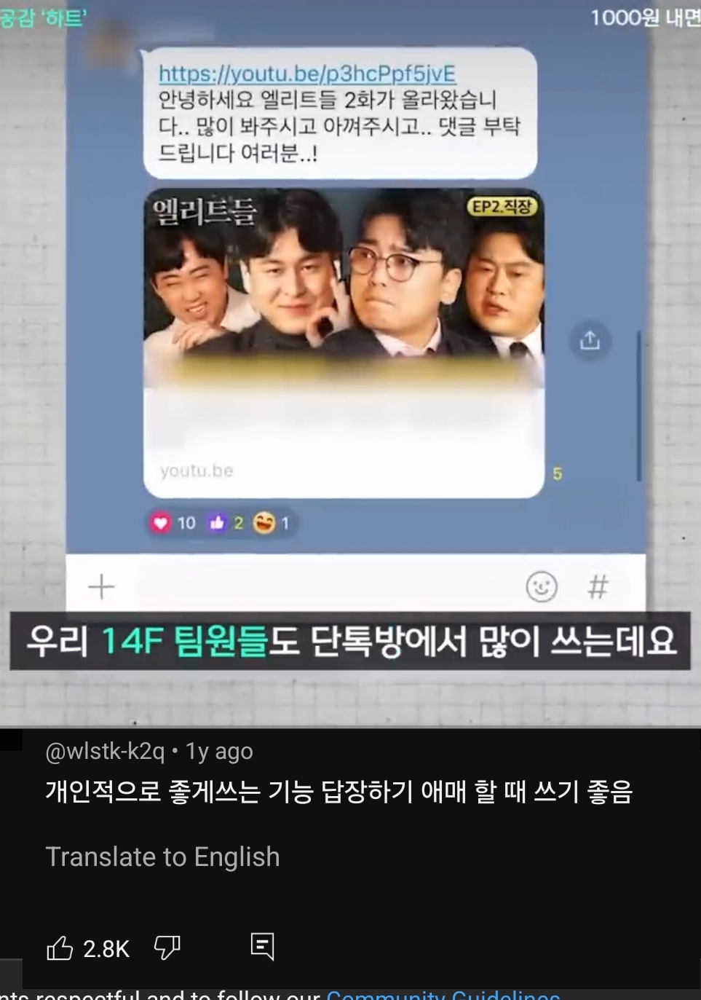 공감 '하트'
1000원 내면
https://youtu.be/p3hcPpf5jvE
안녕하세요 엘리트들 2화가 올라왔습니
다.. 많이 봐주시고 아껴주시고.. 댓글 부탁
드립니다 여러분..!
엘리트들
EP2.직장
youtu.be
5
10 2 1
#
우리 14F 팀원들도 단톡방에서 많이 쓰는데요
@wlstk-k2q • 1y ago
개인적으로 좋게쓰는 기능 답장하기 애매 할 때 쓰기 좋음
Translate to English
2.8K
nts respectful and to follow our Community Guidelines